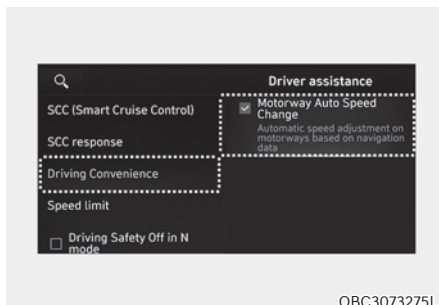 Driver assistance
SCC (Smart Cruise Control)
SCC response
Driving Convenience
Speed limit
Driving Safety Off in N
mode
Motorway Auto Speed
Change
Automatic speed adjustment on
motorways based on navigation
data
OBC3073275L